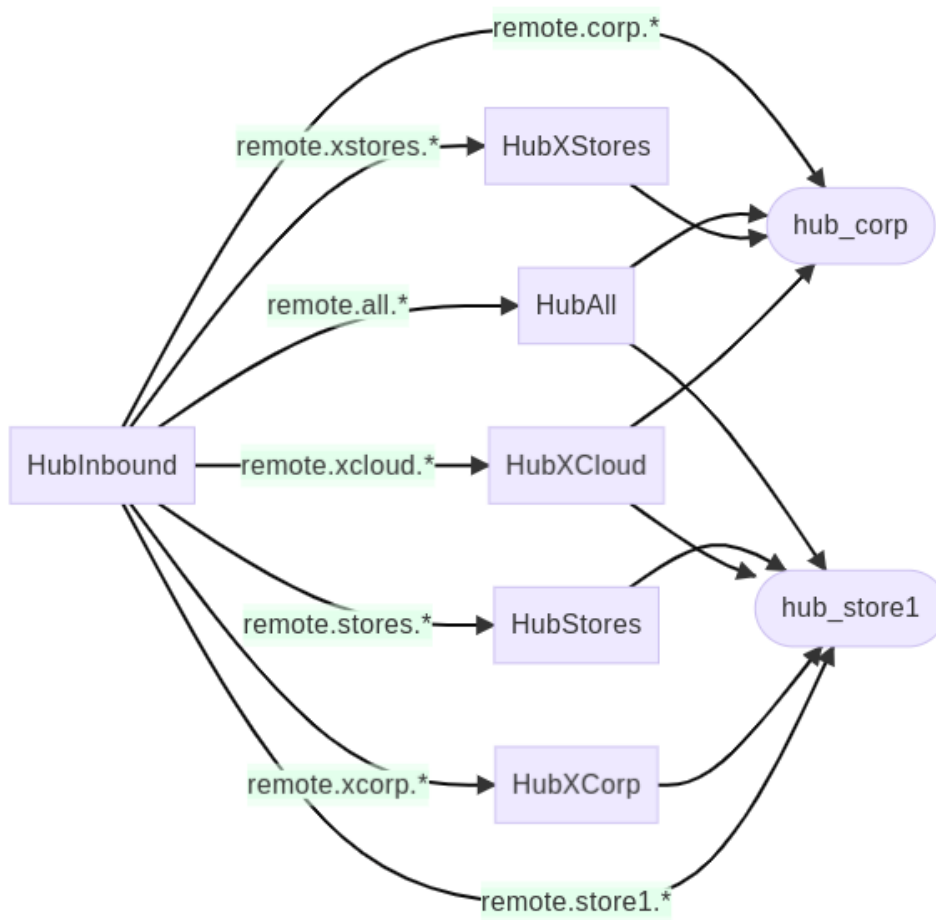 remote.corp.*
remote.xstores.*
HubXStores
hub_corp
remote.all.*
HubAll
HubInbound
remote.xcloud.*
HubXCloud
remote.stores.*
HubStores
hub_store1
remote.xcorp.*
HubXCorp
remote.store1.*